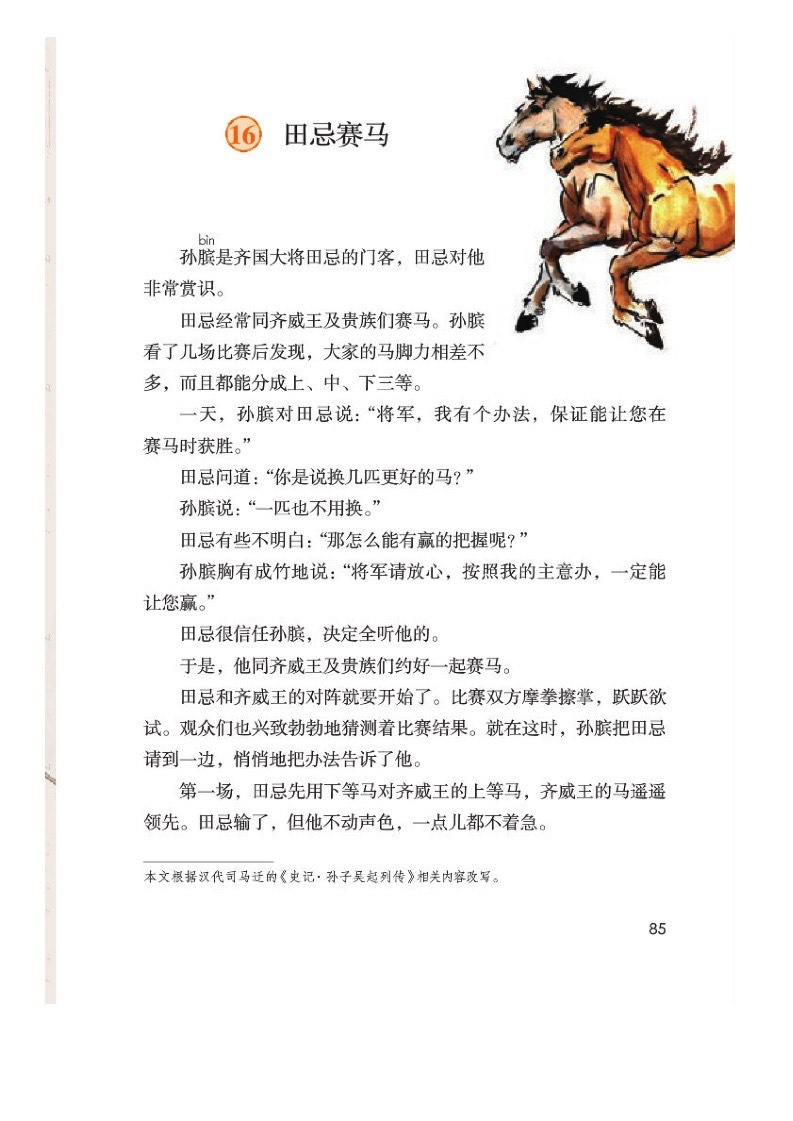 16 田忌赛马
bìn
孙膑是齐国大将田忌的门客，田忌对他
非常赏识。
田忌经常同齐威王及贵族们赛马。孙膑
看了几场比赛后发现，大家的马脚力相差不
多，而且都能分成上、中、下三等。
一天，孙膑对田忌说：“将军，我有个办法，保证能让您在
赛马时获胜。”
田忌问道：“你是说换几匹更好的马？”
孙膑说：“一匹也不用换。”
田忌有些不明白：“那怎么能有赢的把握呢？”
孙膑胸有成竹地说：“将军请放心，按照我的主意办，一定能
让您赢。”
田忌很信任孙膑，决定全听他的。
于是，他同齐威王及贵族们约好一起赛马。
田忌和齐威王的对阵就要开始了。比赛双方摩拳擦掌，跃跃欲
试。观众们也兴致勃勃地猜测着比赛结果。就在这时，孙膑把田忌
请到一边，悄悄地把办法告诉了他。
第一场，田忌先用下等马对齐威王的上等马，齐威王的马遥遥
领先。田忌输了，但他不动声色，一点儿都不着急。
本文根据汉代司马迁的《史记·孙子吴起列传》相关内容改写。
85